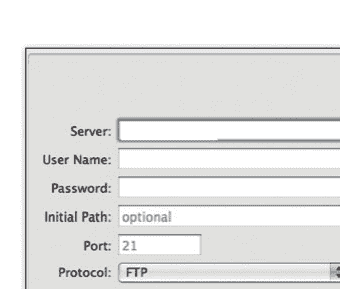 Server:
User Name:
Password:
Initial Path: optional
Port: 21
Protocol: FTP